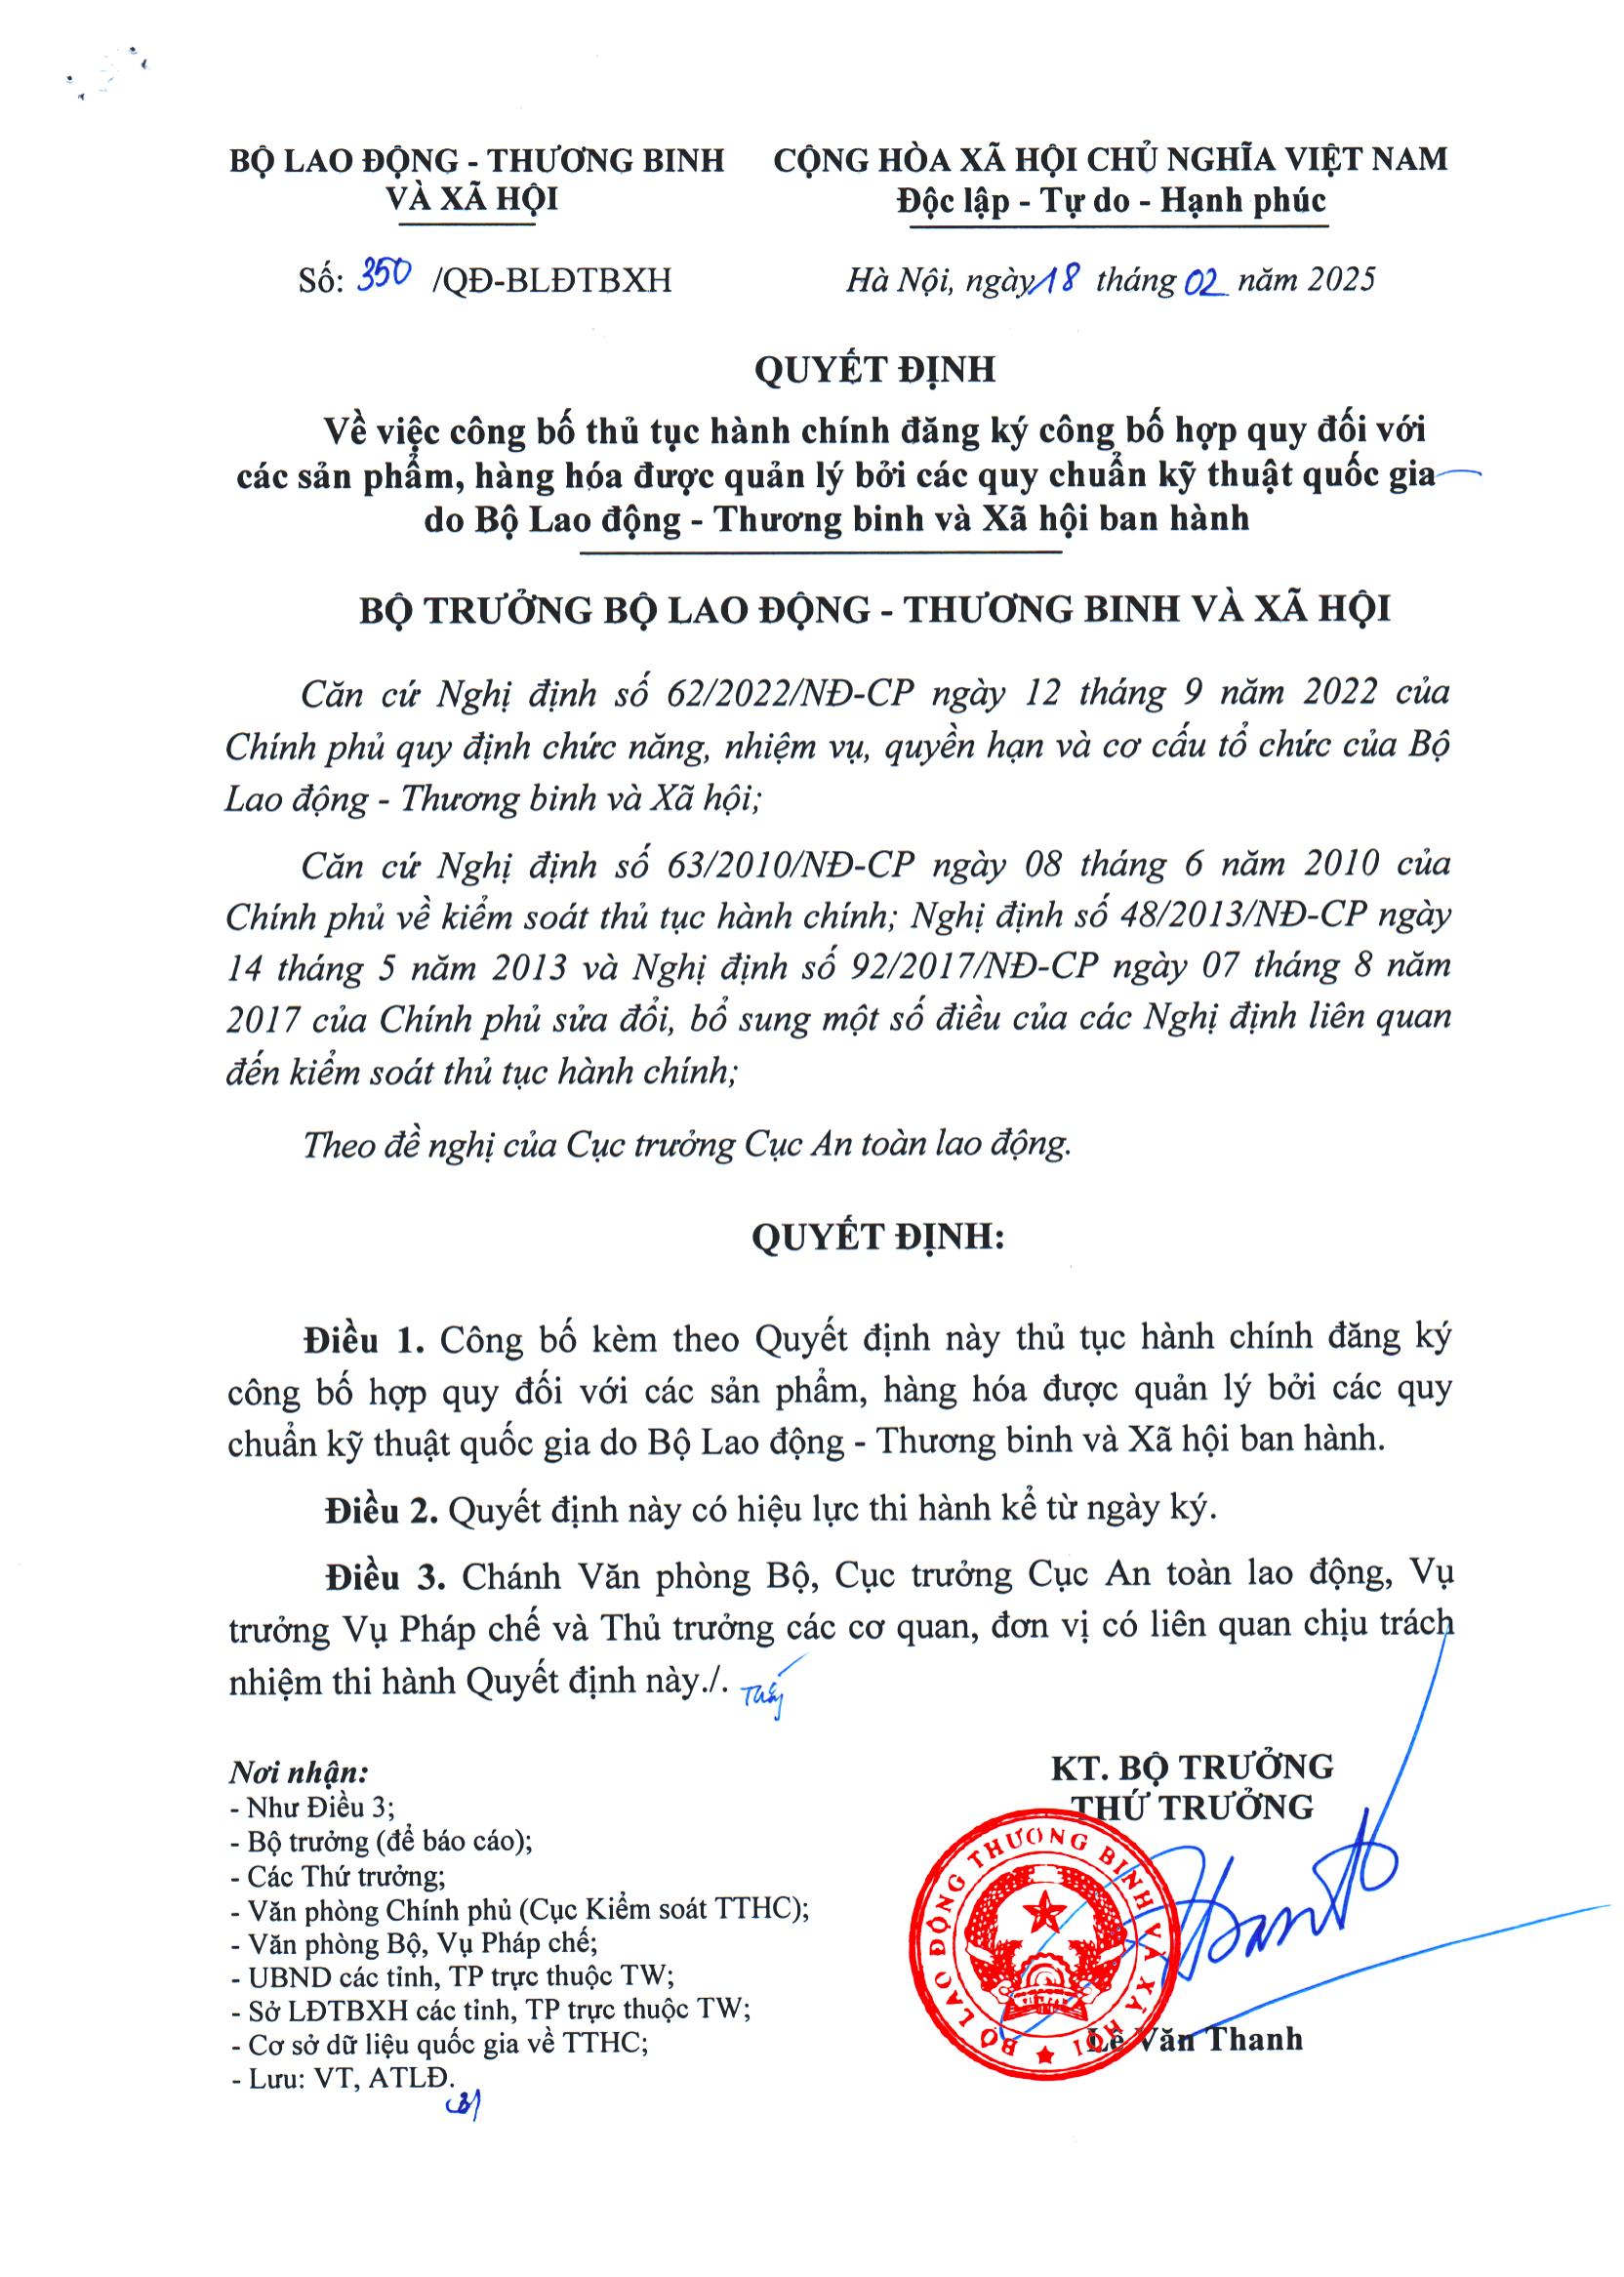 BỘ LAO ĐỘNG - THƯƠNG BINH
VÀ XÃ HỘI
CỘNG HÒA XÃ HỘI CHỦ NGHĨA VIỆT NAM
Độc lập - Tự do - Hạnh phúc
Số: 350 /QĐ-BLĐTBXH
Hà Nội, ngày 18 tháng 02 năm 2025
QUYẾT ĐỊNH
Về việc công bố thủ tục hành chính đăng ký công bố hợp quy đối với
các sản phẩm, hàng hóa được quản lý bởi các quy chuẩn kỹ thuật quốc gia
do Bộ Lao động - Thương binh và Xã hội ban hành
BỘ TRƯỞNG BỘ LAO ĐỘNG - THƯƠNG BINH VÀ XÃ HỘI
Căn cứ Nghị định số 62/2022/NĐ-CP ngày 12 tháng 9 năm 2022 của
Chính phủ quy định chức năng, nhiệm vụ, quyền hạn và cơ cấu tổ chức của Bộ
Lao động - Thương binh và Xã hội;
Căn cứ Nghị định số 63/2010/NĐ-CP ngày 08 tháng 6 năm 2010 của
Chính phủ về kiểm soát thủ tục hành chính; Nghị định số 48/2013/NĐ-CP ngày
14 tháng 5 năm 2013 và Nghị định số 92/2017/NĐ-CP ngày 07 tháng 8 năm
2017 của Chính phủ sửa đổi, bổ sung một số điều của các Nghị định liên quan
đến kiểm soát thủ tục hành chính;
Theo đề nghị của Cục trưởng Cục An toàn lao động.
QUYẾT ĐỊNH:
Điều 1. Công bố kèm theo Quyết định này thủ tục hành chính đăng ký
công bố hợp quy đối với các sản phẩm, hàng hóa được quản lý bởi các quy
chuẩn kỹ thuật quốc gia do Bộ Lao động - Thương binh và Xã hội ban hành.
Điều 2. Quyết định này có hiệu lực thi hành kể từ ngày ký.
Điều 3. Chánh Văn phòng Bộ, Cục trưởng Cục An toàn lao động, Vụ
trưởng Vụ Pháp chế và Thủ trưởng các cơ quan, đơn vị có liên quan chịu trách
nhiệm thi hành Quyết định này./.
Nơi nhận:
- Như Điều 3;
- Bộ trưởng (để báo cáo);
- Các Thứ trưởng;
- Văn phòng Chính phủ (Cục Kiểm soát TTHC);
- Văn phòng Bộ, Vụ Pháp chế;
- UBND các tỉnh, TP trực thuộc TW;
- Sở LĐTBXH các tỉnh, TP trực thuộc TW;
- Cơ sở dữ liệu quốc gia về TTHC;
- Lưu: VT, ATLĐ.
KT. BỘ TRƯỞNG
THỨ TRƯỞNG
BỘ LAO ĐỘNG THƯƠNG BINH VÀ XÃ HỘI
Lê Văn Thanh